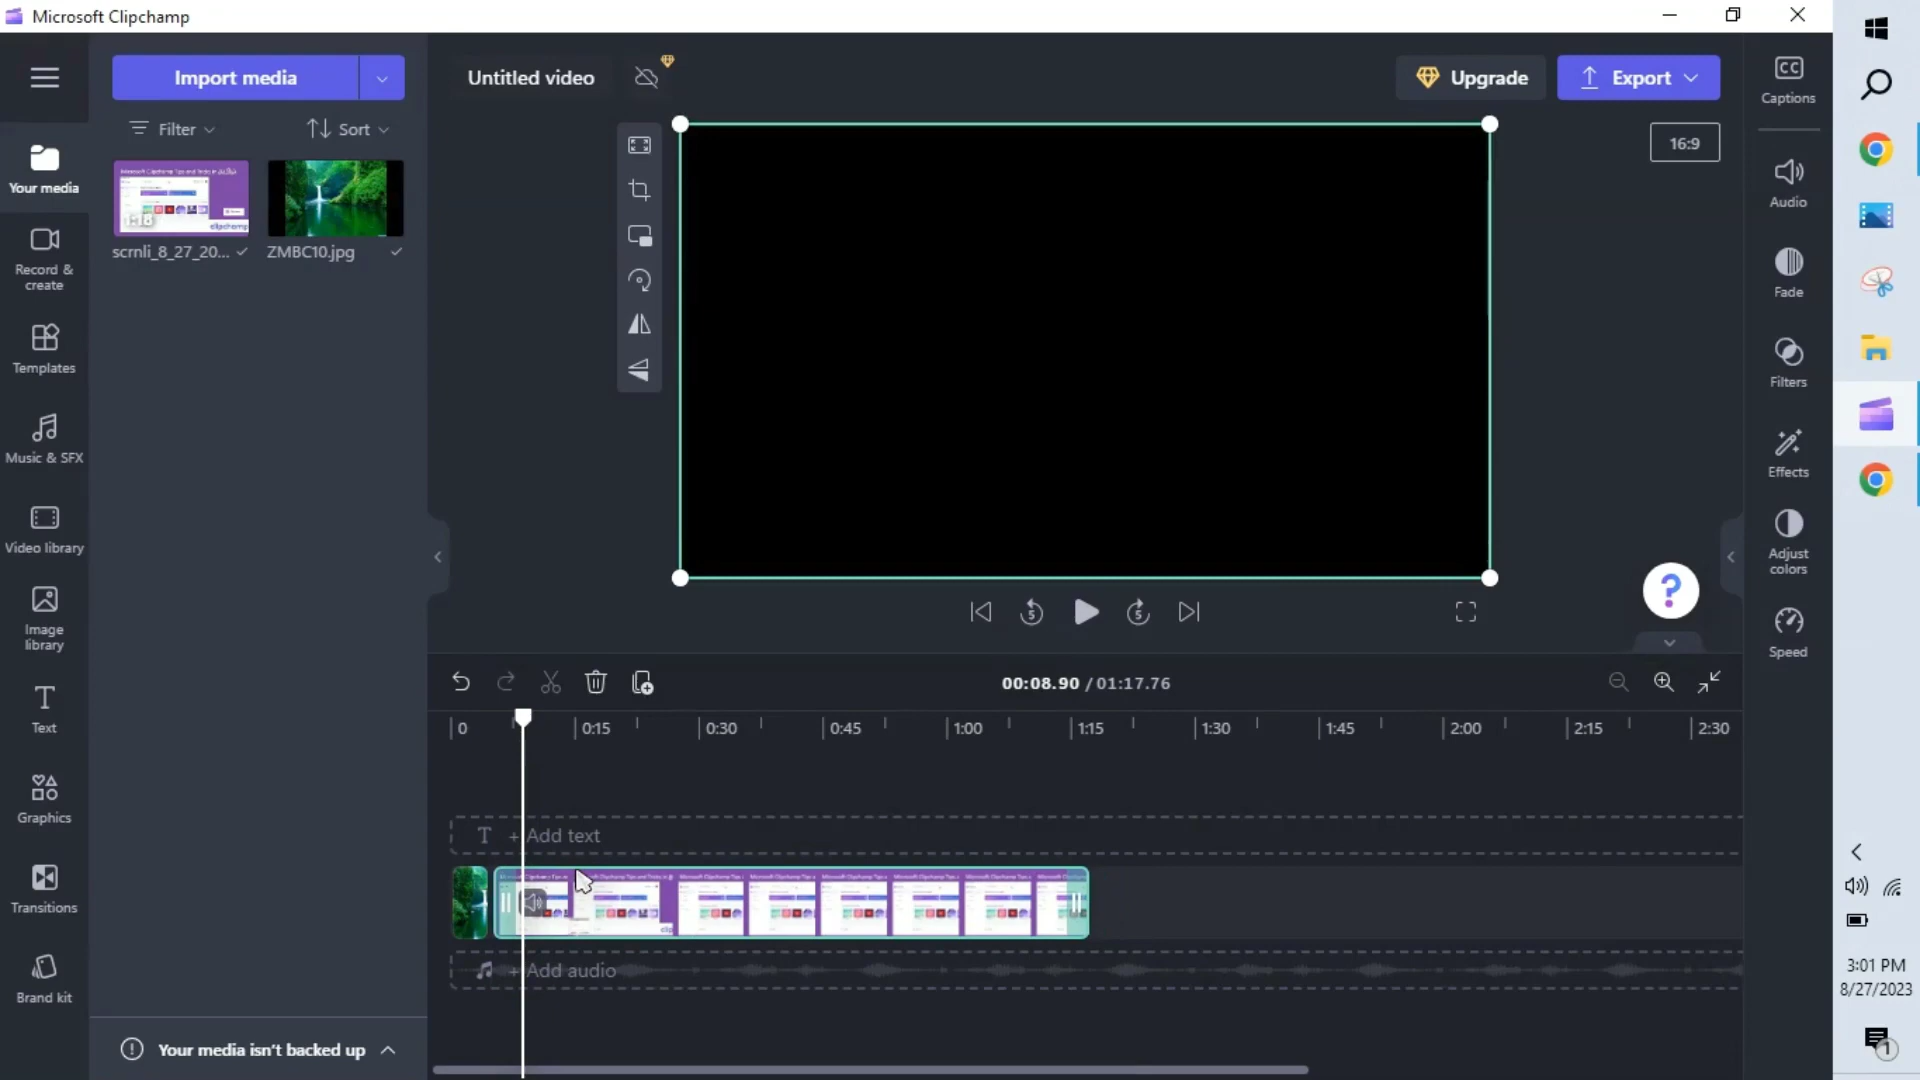 Microsoft Clipchamp
Import media
Untitled video
Upgrade
Export
Captions
Filter
Sort
16:9
Your media
scrnli_8_27_20...
ZMBC10.jpg
Audio
Record &
create
Fade
Templates
Filters
Music & SFX
Effects
Video library
Adjust
colors
Image
library
5
5
?
Speed
Text
00:08.90 / 01:17.76
0
0:15
0:30
0:45
1:00
1:15
1:30
1:45
2:00
2:15
2:30
Graphics
T + Add text
Transitions
+ Add audio
Brand kit
3:01 PM
8/27/2023
Your media isn't backed up
1